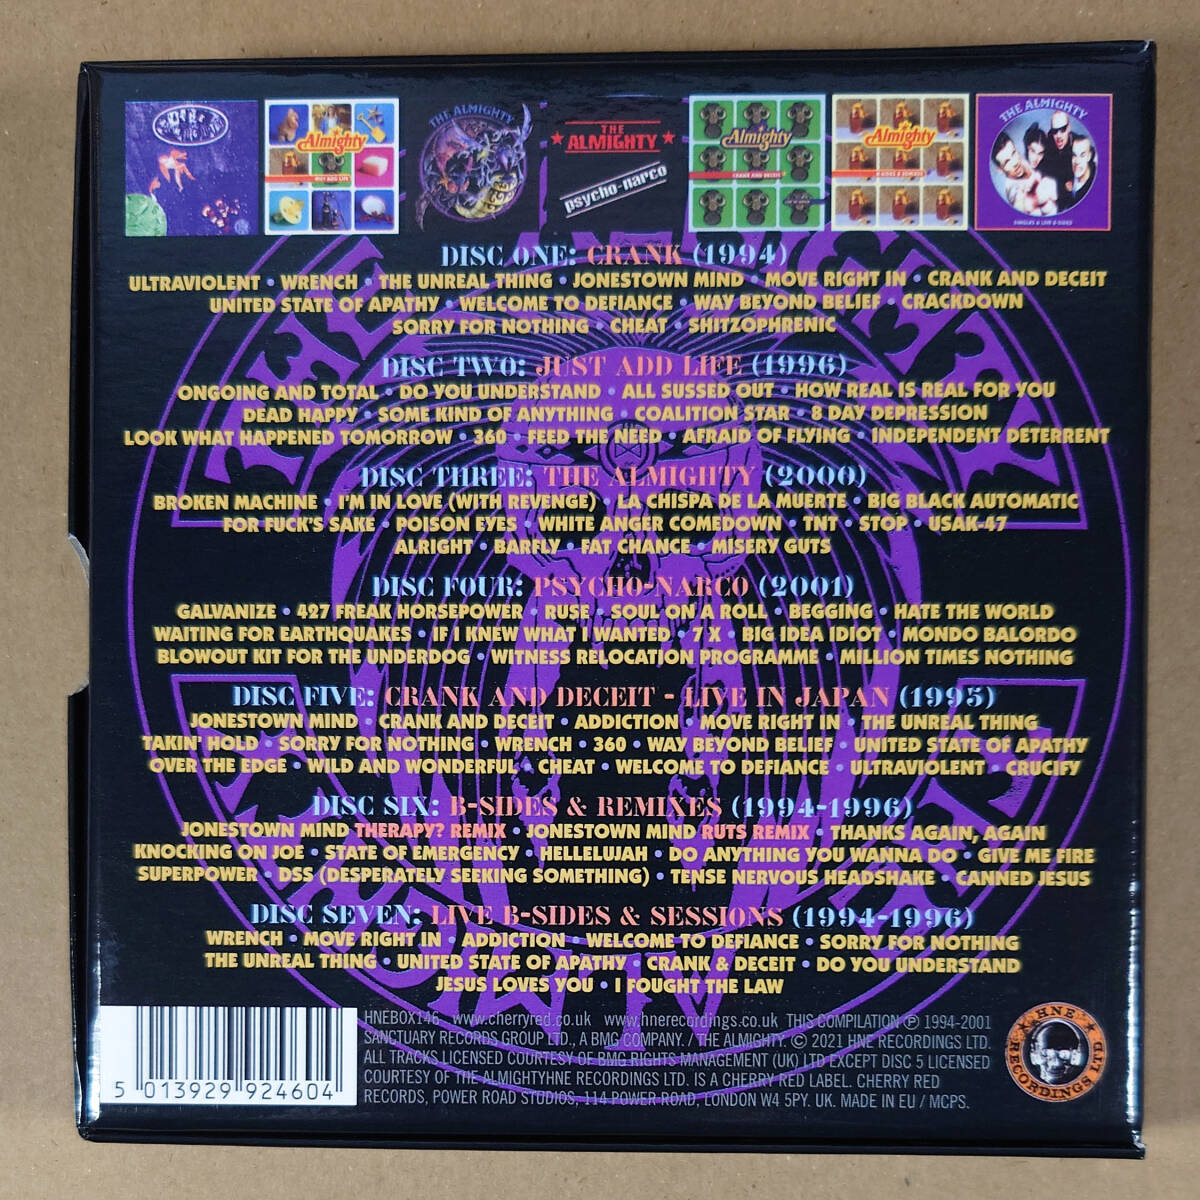 Almighty
BUY ADD LIFE
THE ALMIGHTY
THE
★ ALMIGHTY ★
psycho-narco
Almighty
CRANK AND DECEIT
Almighty
B-SIDES & REMIXES
THE ALMIGHTY
SINGLES & LIVE B-SIDES
DISC ONE: CRANK (1994)
ULTRAVIOLENT • WRENCH • THE UNREAL THING • JONESTOWN MIND • MOVE RIGHT IN • CRANK AND DECEIT
UNITED STATE OF APATHY • WELCOME TO DEFIANCE • WAY BEYOND BELIEF • CRACKDOWN
SORRY FOR NOTHING • CHEAT • SHITZOPHRENIC
DISC TWO: JUST ADD LIFE (1996)
ONGOING AND TOTAL • DO YOU UNDERSTAND • ALL SUSSED OUT • HOW REAL IS REAL FOR YOU
DEAD HAPPY • SOME KIND OF ANYTHING • COALITION STAR • 8 DAY DEPRESSION
LOOK WHAT HAPPENED TOMORROW • 360 • FEED THE NEED • AFRAID OF FLYING • INDEPENDENT DETERRENT
DISC THREE: THE ALMIGHTY (2000)
BROKEN MACHINE • I'M IN LOVE (WITH REVENGE) • LA CHISPA DE LA MUERTE • BIG BLACK AUTOMATIC
FOR FUCK'S SAKE • POISON EYES • WHITE ANGER COMEDOWN • TNT • STOP • USAK-47
ALRIGHT • BARFLY • FAT CHANCE • MISERY GUTS
DISC FOUR: PSYCHO-NARCO (2001)
GALVANIZE • 427 FREAK HORSEPOWER • RUSE • SOUL ON A ROLL • BEGGING • HATE THE WORLD
WAITING FOR EARTHQUAKES • IF I KNEW WHAT I WANTED • 7 X • BIG IDEA IDIOT • MONDO BALORDO
BLOWOUT KIT FOR THE UNDERDOG • WITNESS RELOCATION PROGRAMME • MILLION TIMES NOTHING
DISC FIVE: CRANK AND DECEIT - LIVE IN JAPAN (1995)
JONESTOWN MIND • CRANK AND DECEIT • ADDICTION • MOVE RIGHT IN • THE UNREAL THING
TAKIN' HOLD • SORRY FOR NOTHING • WRENCH • 360 • WAY BEYOND BELIEF • UNITED STATE OF APATHY
OVER THE EDGE • WILD AND WONDERFUL • CHEAT • WELCOME TO DEFIANCE • ULTRAVIOLENT • CRUCIFY
DISC SIX: B-SIDES & REMIXES (1994-1996)
JONESTOWN MIND THERAPY? REMIX • JONESTOWN MIND RUTS REMIX • THANKS AGAIN, AGAIN
KNOCKING ON JOE • STATE OF EMERGENCY • HELLELUJAH • DO ANYTHING YOU WANNA DO • GIVE ME FIRE
SUPERPOWER • DSS (DESPERATELY SEEKING SOMETHING) • TENSE NERVOUS HEADSHAKE • CANNED JESUS
DISC SEVEN: LIVE B-SIDES & SESSIONS (1994-1996)
WRENCH • MOVE RIGHT IN • ADDICTION • WELCOME TO DEFIANCE • SORRY FOR NOTHING
THE UNREAL THING • UNITED STATE OF APATHY • CRANK & DECEIT • DO YOU UNDERSTAND
JESUS LOVES YOU • I FOUGHT THE LAW
HNEBOX146 www.cherryred.co.uk www.hnerecordings.co.uk THIS COMPILATION ℗ 1994-2001
SANCTUARY RECORDS GROUP LTD., A BMG COMPANY. / THE ALMIGHTY. © 2021 HNE RECORDINGS LTD.
ALL TRACKS LICENSED COURTESY OF BMG RIGHTS MANAGEMENT (UK) LTD EXCEPT DISC 5 LICENSED
COURTESY OF THE ALMIGHTYHNE RECORDINGS LTD. IS A CHERRY RED LABEL. CHERRY RED
RECORDS, POWER ROAD STUDIOS, 114 POWER ROAD, LONDON W4 5PY. UK. MADE IN EU / MCPS.
5 013929 924604
HNE
RECORDINGS LTD